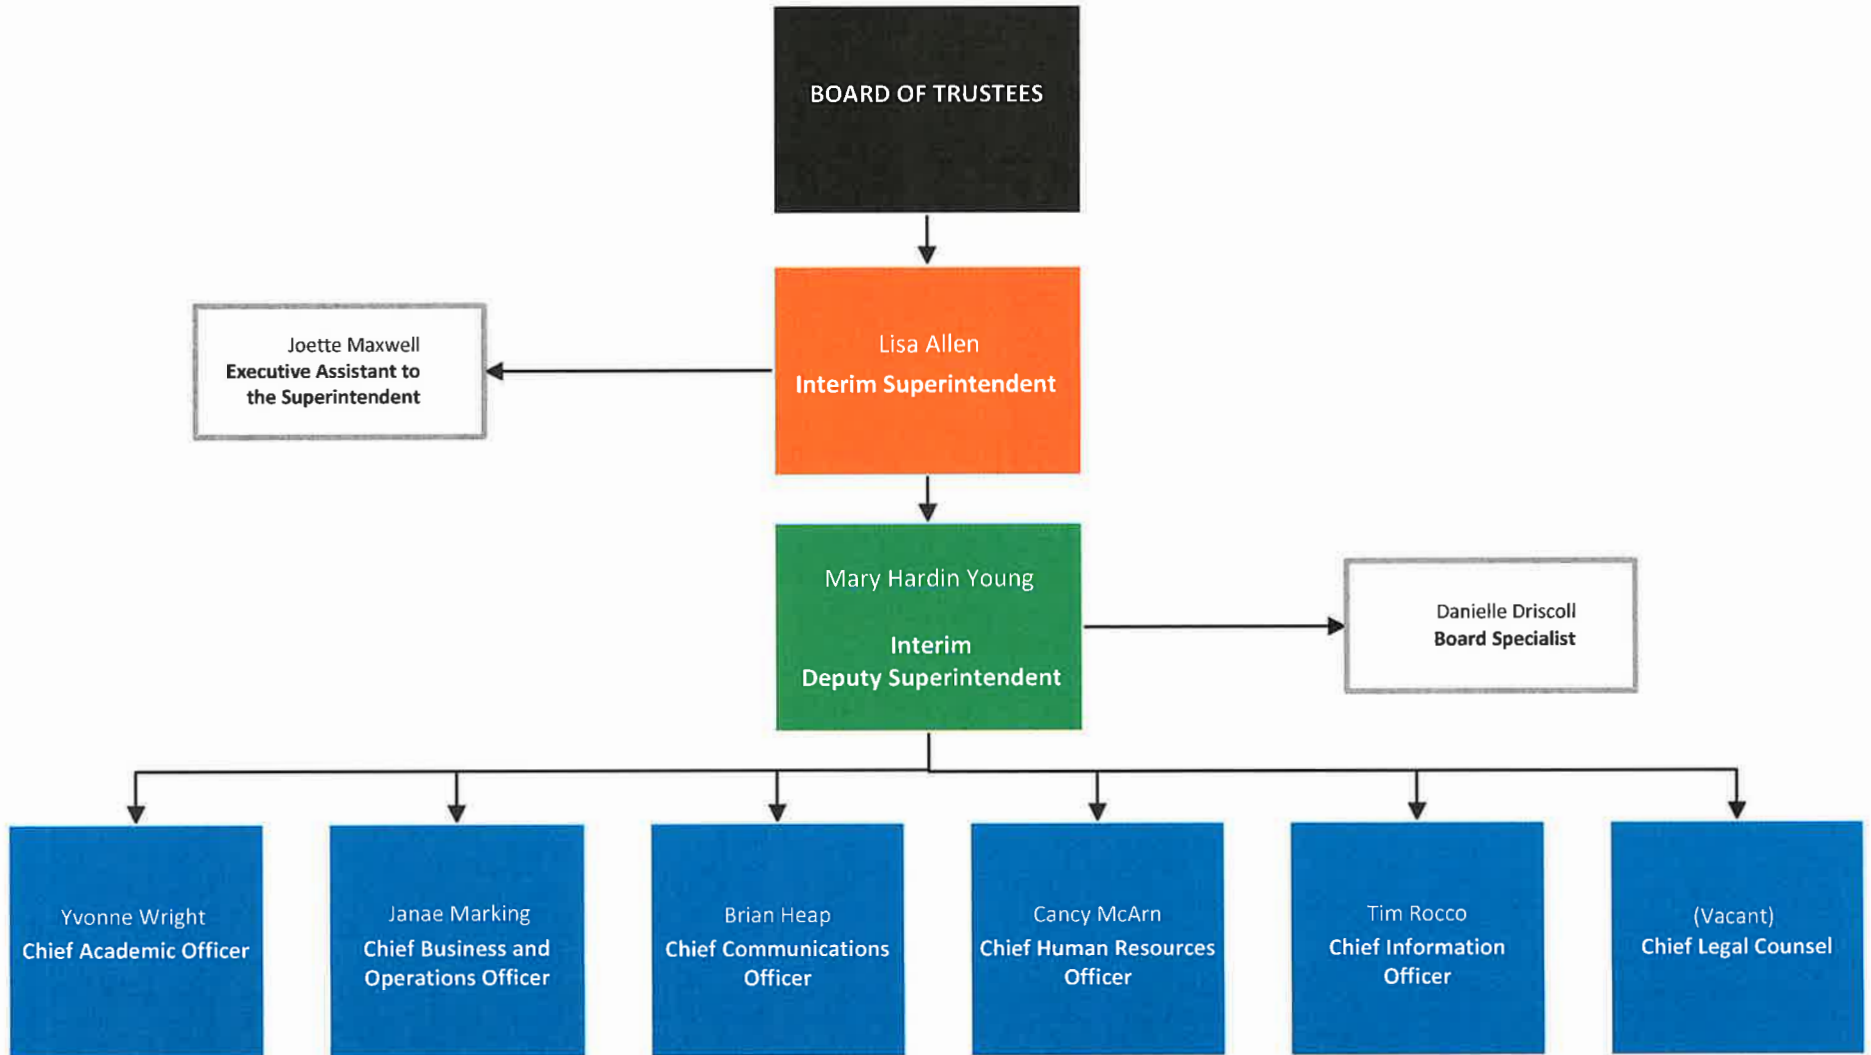 BOARD OF TRUSTEES
Lisa Allen
Interim Superintendent
Joette Maxwell
Executive Assistant to
the Superintendent
Mary Hardin Young
Interim
Deputy Superintendent
Danielle Driscoll
Board Specialist
Yvonne Wright
Chief Academic Officer
Janae Marking
Chief Business and
Operations Officer
Brian Heap
Chief Communications
Officer
Cancy McArn
Chief Human Resources
Officer
Tim Rocco
Chief Information
Officer
(Vacant)
Chief Legal Counsel